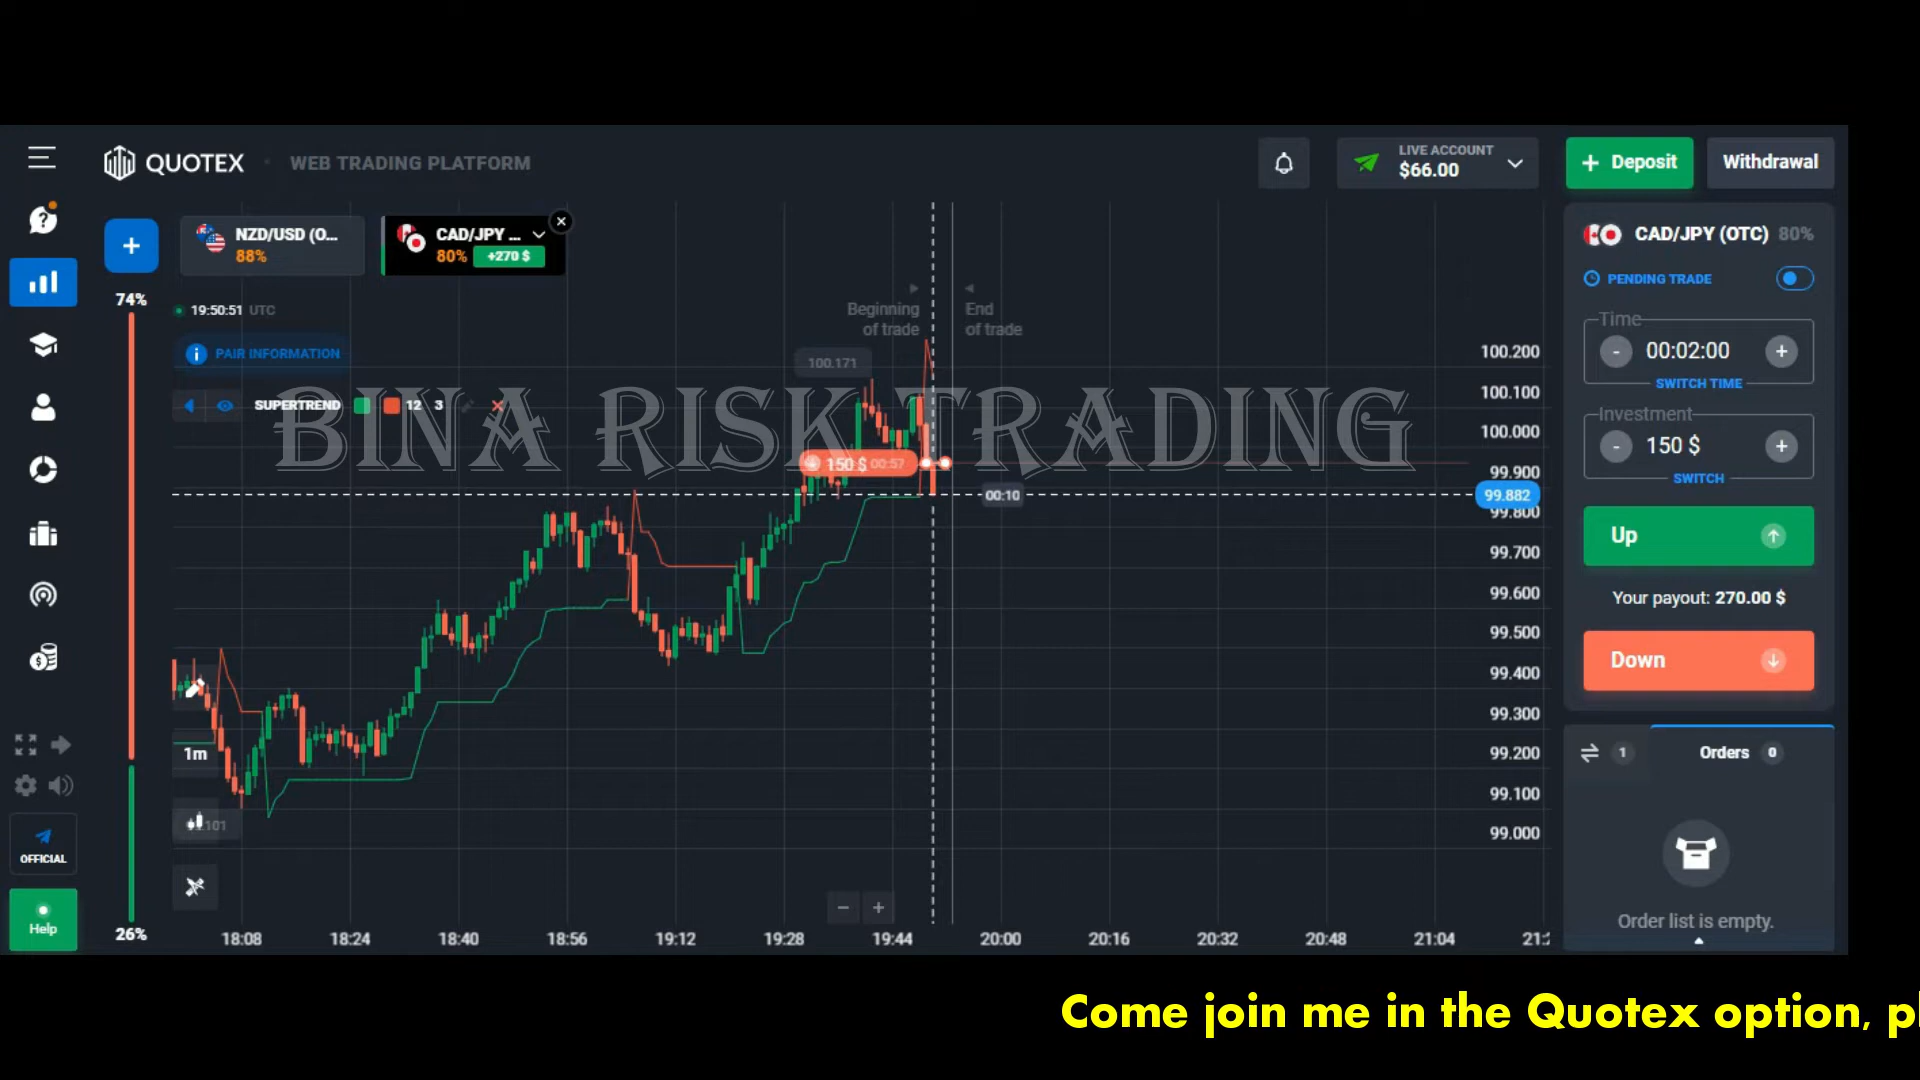 QUOTEX
WEB TRADING PLATFORM
LIVE ACCOUNT
$66.00
Deposit
Withdrawal
NZD/USD (O...
88%
CAD/JPY ...
80% +270 $
74%
19:50:51 UTC
PAIR INFORMATION
SUPERTREND 12 3
BINA RISK TRADING
Beginning
of trade
End
of trade
100.171
150 $ 00:57
00:10
99.882
100.200
100.100
100.000
99.900
99.800
99.700
99.600
99.500
99.400
99.300
99.200
99.100
99.000
1m
OFFICIAL
Help
26%
18:08 18:24 18:40 18:56 19:12 19:28 19:44 20:00 20:16 20:32 20:48 21:04
CAD/JPY (OTC) 80%
PENDING TRADE
Time
- 00:02:00 +
SWITCH TIME
Investment
- 150 $ +
SWITCH
Up
Your payout: 270.00 $
Down
1
Orders 0
Order list is empty.
Come join me in the Quotex option,